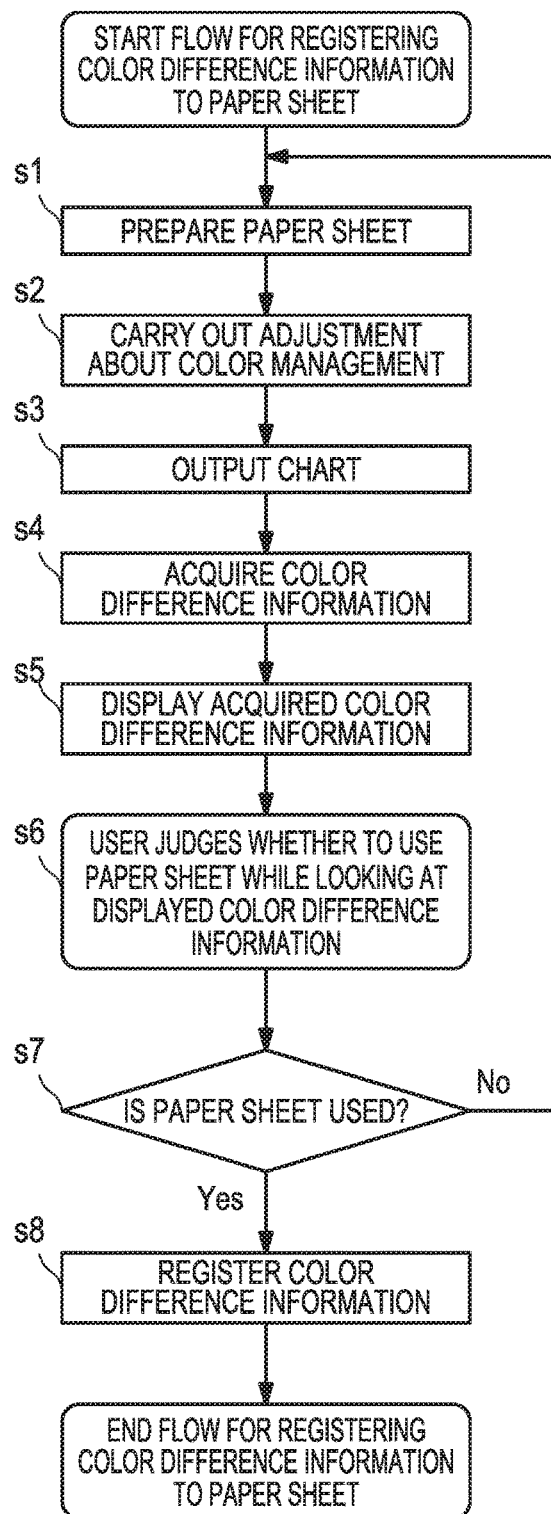 START FLOW FOR REGISTERING
COLOR DIFFERENCE INFORMATION
TO PAPER SHEET
s1
PREPARE PAPER SHEET
s2
CARRY OUT ADJUSTMENT
ABOUT COLOR MANAGEMENT
s3
OUTPUT CHART
s4
ACQUIRE COLOR
DIFFERENCE INFORMATION
s5
DISPLAY ACQUIRED COLOR
DIFFERENCE INFORMATION
s6
USER JUDGES WHETHER TO USE
PAPER SHEET WHILE LOOKING AT
DISPLAYED COLOR DIFFERENCE
INFORMATION
s7
IS PAPER SHEET USED?
No
Yes
s8
REGISTER COLOR
DIFFERENCE INFORMATION
END FLOW FOR REGISTERING
COLOR DIFFERENCE INFORMATION
TO PAPER SHEET